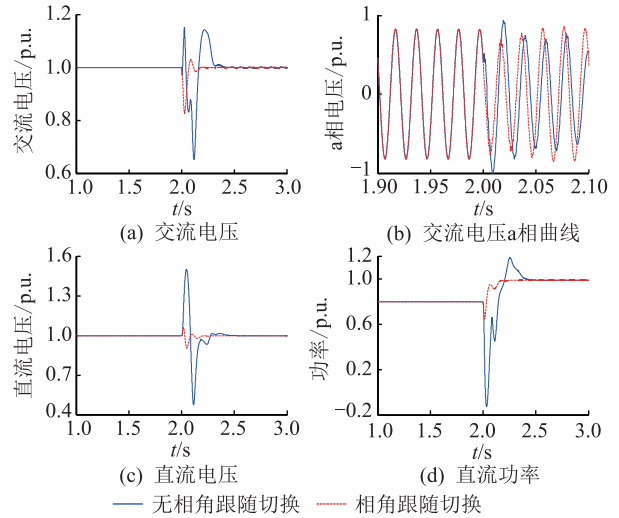 1.2
1.0
0.8
0.6
交流电压/p.u.
1.0 1.5 2.0 2.5 3.0
t/s
(a) 交流电压
1
0
−1
a相电压/p.u.
1.90 1.95 2.00 2.05 2.10
t/s
(b) 交流电压a相曲线
1.6
1.3
1.0
0.7
0.4
直流电压/p.u.
1.0 1.5 2.0 2.5 3.0
t/s
(c) 直流电压
1.2
0.8
0.2
−0.2
功率/p.u.
1.0 1.5 2.0 2.5 3.0
t/s
(d) 直流功率
无相角跟随切换 相角跟随切换